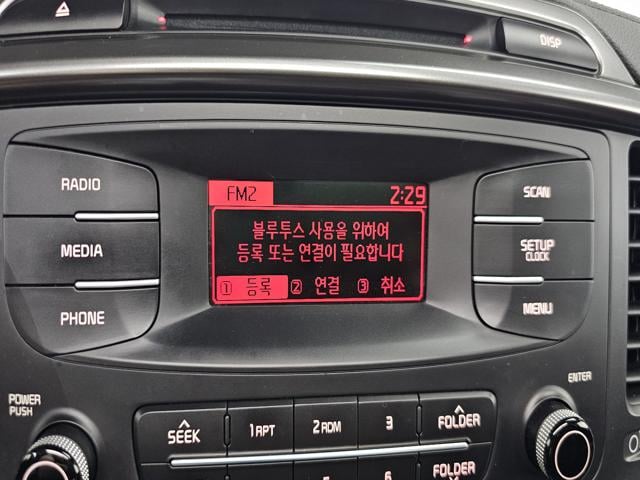 DISP
RADIO
MEDIA
PHONE
FM2 2:29
블루투스 사용을 위하여
등록 또는 연결이 필요합니다
① 등록 ② 연결 ③ 취소
SCAN
SETUP
CLOCK
MENU
POWER
PUSH
ENTER
SEEK
1 RPT
2 RDM
3
FOLDER
FOLDER
0